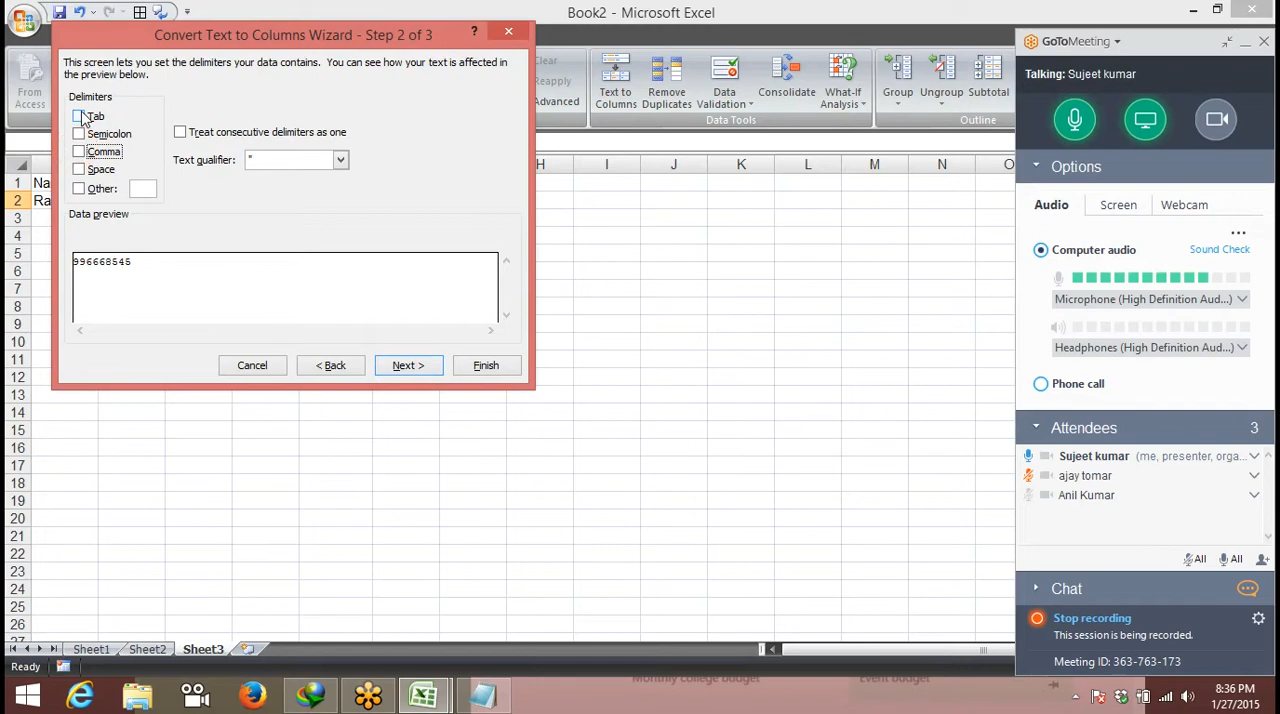 Book2 - Microsoft Excel
Convert Text to Columns Wizard - Step 2 of 3
?
This screen lets you set the delimiters your data contains. You can see how your text is affected in
the preview below.
Delimiters
Tab
Semicolon
Comma
Space
Other:
Treat consecutive delimiters as one
Text qualifier: "
Data preview
996668545
Cancel
< Back
Next >
Finish
From
Access
Clear
Reapply
Advanced
Text to
Columns
Remove
Duplicates
Data
Validation
Consolidate
What-If
Analysis
Group
Ungroup
Subtotal
Data Tools
Outline
H I J K L M N O
1 Na
2 Ra
3
4
5
6
7
8
9
10
11
12
13
14
15
16
17
18
19
20
21
22
23
24
25
26
27
Sheet1 Sheet2 Sheet3
Ready
Monthly college budget
Event budget
GoToMeeting
Talking: Sujeet kumar
Options
Audio Screen Webcam
Computer audio Sound Check
Microphone (High Definition Aud...)
Headphones (High Definition Aud...)
Phone call
Attendees 3
Sujeet kumar (me, presenter, orga...
ajay tomar
Anil Kumar
All All
Chat
Stop recording
This session is being recorded.
Meeting ID: 363-763-173
8:36 PM
1/27/2015